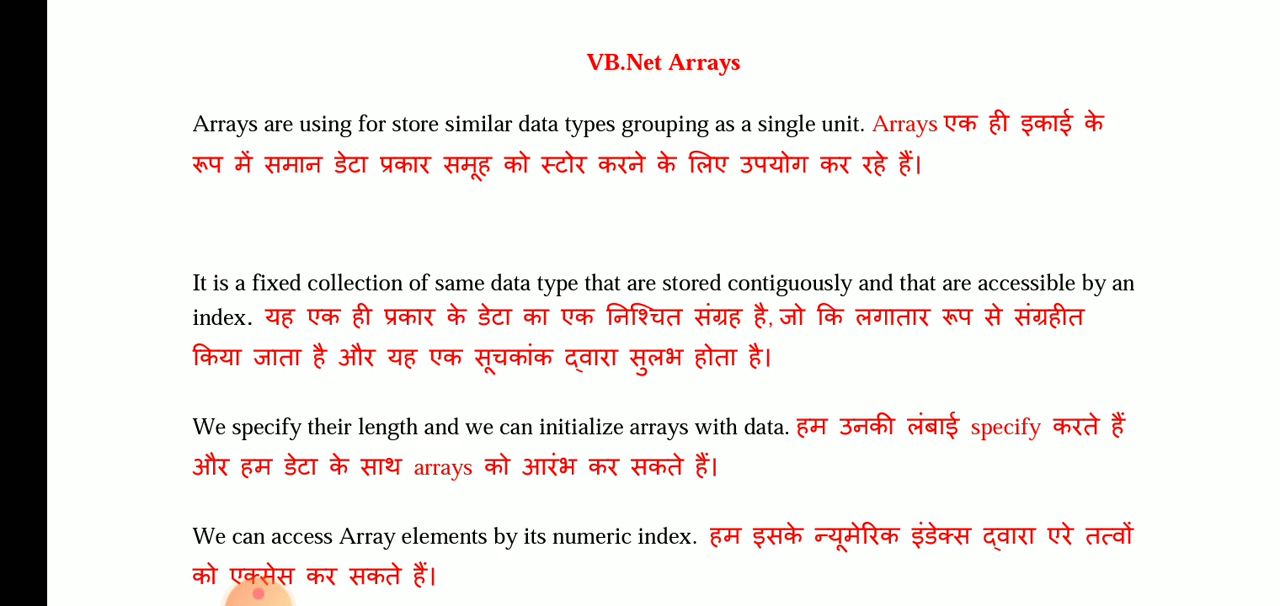 VB.Net Arrays
Arrays are using for store similar data types grouping as a single unit. Arrays एक ही इकाई के
रूप में समान डेटा प्रकार समूह को स्टोर करने के लिए उपयोग कर रहे हैं।
It is a fixed collection of same data type that are stored contiguously and that are accessible by an
index. यह एक ही प्रकार के डेटा का एक निश्चित संग्रह है, जो कि लगातार रूप से संग्रहीत
किया जाता है और यह एक सूचकांक द्वारा सुलभ होता है।
We specify their length and we can initialize arrays with data. हम उनकी लंबाई specify करते हैं
और हम डेटा के साथ arrays को आरंभ कर सकते हैं।
We can access Array elements by its numeric index. हम इसके न्यूमेरिक इंडेक्स द्वारा एरे तत्वों
को एक्सेस कर सकते हैं।